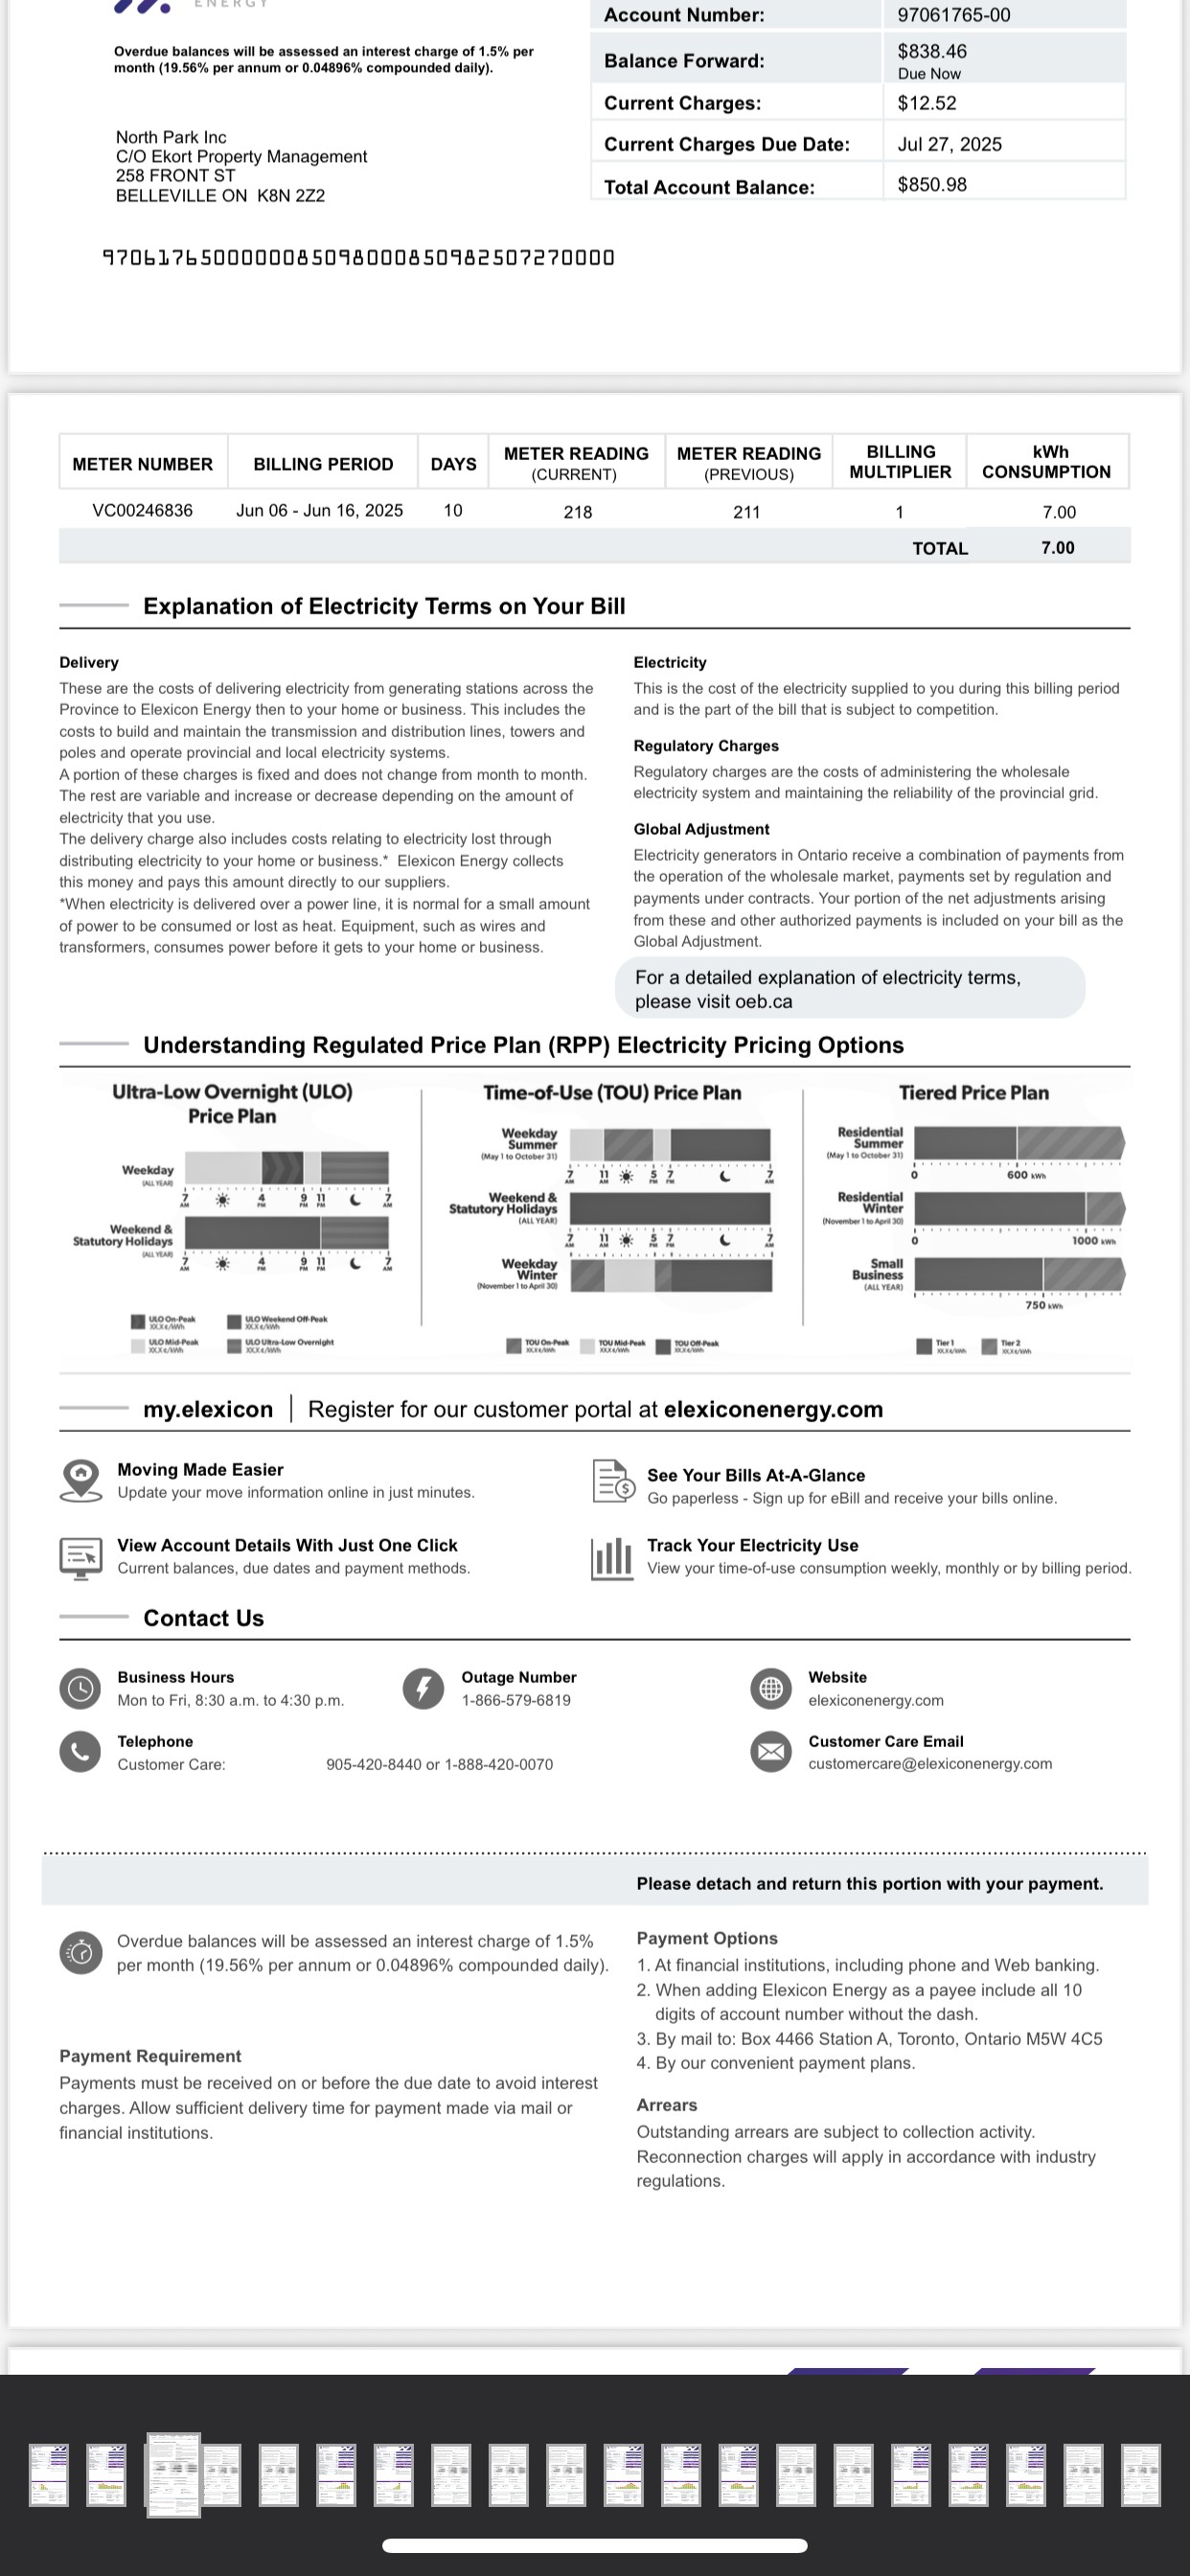 ENERGY
Overdue balances will be assessed an interest charge of 1.5% per
month (19.56% per annum or 0.04896% compounded daily).
Account Number: 97061765-00
Balance Forward: $838.46
Due Now
Current Charges: $12.52
Current Charges Due Date: Jul 27, 2025
Total Account Balance: $850.98
North Park Inc
C/O Ekort Property Management
258 FRONT ST
BELLEVILLE ON K8N 2Z2
9706176500000085098000850982507270000
METER NUMBER BILLING PERIOD DAYS METER READING (CURRENT) METER READING (PREVIOUS) BILLING MULTIPLIER kWh CONSUMPTION
VC00246836 Jun 06 - Jun 16, 2025 10 218 211 1 7.00
TOTAL 7.00
Explanation of Electricity Terms on Your Bill
Delivery
These are the costs of delivering electricity from generating stations across the
Province to Elexicon Energy then to your home or business. This includes the
costs to build and maintain the transmission and distribution lines, towers and
poles and operate provincial and local electricity systems.
A portion of these charges is fixed and does not change from month to month.
The rest are variable and increase or decrease depending on the amount of
electricity that you use.
The delivery charge also includes costs relating to electricity lost through
distributing electricity to your home or business.* Elexicon Energy collects
this money and pays this amount directly to our suppliers.
*When electricity is delivered over a power line, it is normal for a small amount
of power to be consumed or lost as heat. Equipment, such as wires and
transformers, consumes power before it gets to your home or business.
Electricity
This is the cost of the electricity supplied to you during this billing period
and is the part of the bill that is subject to competition.
Regulatory Charges
Regulatory charges are the costs of administering the wholesale
electricity system and maintaining the reliability of the provincial grid.
Global Adjustment
Electricity generators in Ontario receive a combination of payments from
the operation of the wholesale market, payments set by regulation and
payments under contracts. Your portion of the net adjustments arising
from these and other authorized payments is included on your bill as the
Global Adjustment.
For a detailed explanation of electricity terms,
please visit oeb.ca
Understanding Regulated Price Plan (RPP) Electricity Pricing Options
Ultra-Low Overnight (ULO)
Price Plan
Weekday
(ALL YEAR)
7 AM 4 PM 9 PM 11 PM 7 AM
Weekend &
Statutory Holidays
(ALL YEAR)
7 AM 4 PM 9 PM 11 PM 7 AM
ULO On-Peak
XX.X ¢/kWh
ULO Weekend Off-Peak
XX.X ¢/kWh
ULO Mid-Peak
XX.X ¢/kWh
ULO Ultra-Low Overnight
XX.X ¢/kWh
Time-of-Use (TOU) Price Plan
Weekday
Summer
(May 1 to October 31)
7 AM 11 AM 5 PM 7 PM 7 AM
Weekend &
Statutory Holidays
(ALL YEAR)
7 AM 11 AM 5 PM 7 PM 7 AM
Weekday
Winter
(November 1 to April 30)
TOU On-Peak
XX.X ¢/kWh
TOU Mid-Peak
XX.X ¢/kWh
TOU Off-Peak
XX.X ¢/kWh
Tiered Price Plan
Residential
Summer
(May 1 to October 31)
0 600 kWh
Residential
Winter
(November 1 to April 30)
0 1000 kWh
Small
Business
(ALL YEAR)
750 kWh
Tier 1
XX.X ¢/kWh
Tier 2
XX.X ¢/kWh
my.elexicon | Register for our customer portal at elexiconenergy.com
Moving Made Easier
Update your move information online in just minutes.
See Your Bills At-A-Glance
Go paperless - Sign up for eBill and receive your bills online.
View Account Details With Just One Click
Current balances, due dates and payment methods.
Track Your Electricity Use
View your time-of-use consumption weekly, monthly or by billing period.
Contact Us
Business Hours
Mon to Fri, 8:30 a.m. to 4:30 p.m.
Outage Number
1-866-579-6819
Website
elexiconenergy.com
Telephone
Customer Care: 905-420-8440 or 1-888-420-0070
Customer Care Email
customercare@elexiconenergy.com
Please detach and return this portion with your payment.
Overdue balances will be assessed an interest charge of 1.5%
per month (19.56% per annum or 0.04896% compounded daily).
Payment Requirement
Payments must be received on or before the due date to avoid interest
charges. Allow sufficient delivery time for payment made via mail or
financial institutions.
Payment Options
1. At financial institutions, including phone and Web banking.
2. When adding Elexicon Energy as a payee include all 10
digits of account number without the dash.
3. By mail to: Box 4466 Station A, Toronto, Ontario M5W 4C5
4. By our convenient payment plans.
Arrears
Outstanding arrears are subject to collection activity.
Reconnection charges will apply in accordance with industry
regulations.